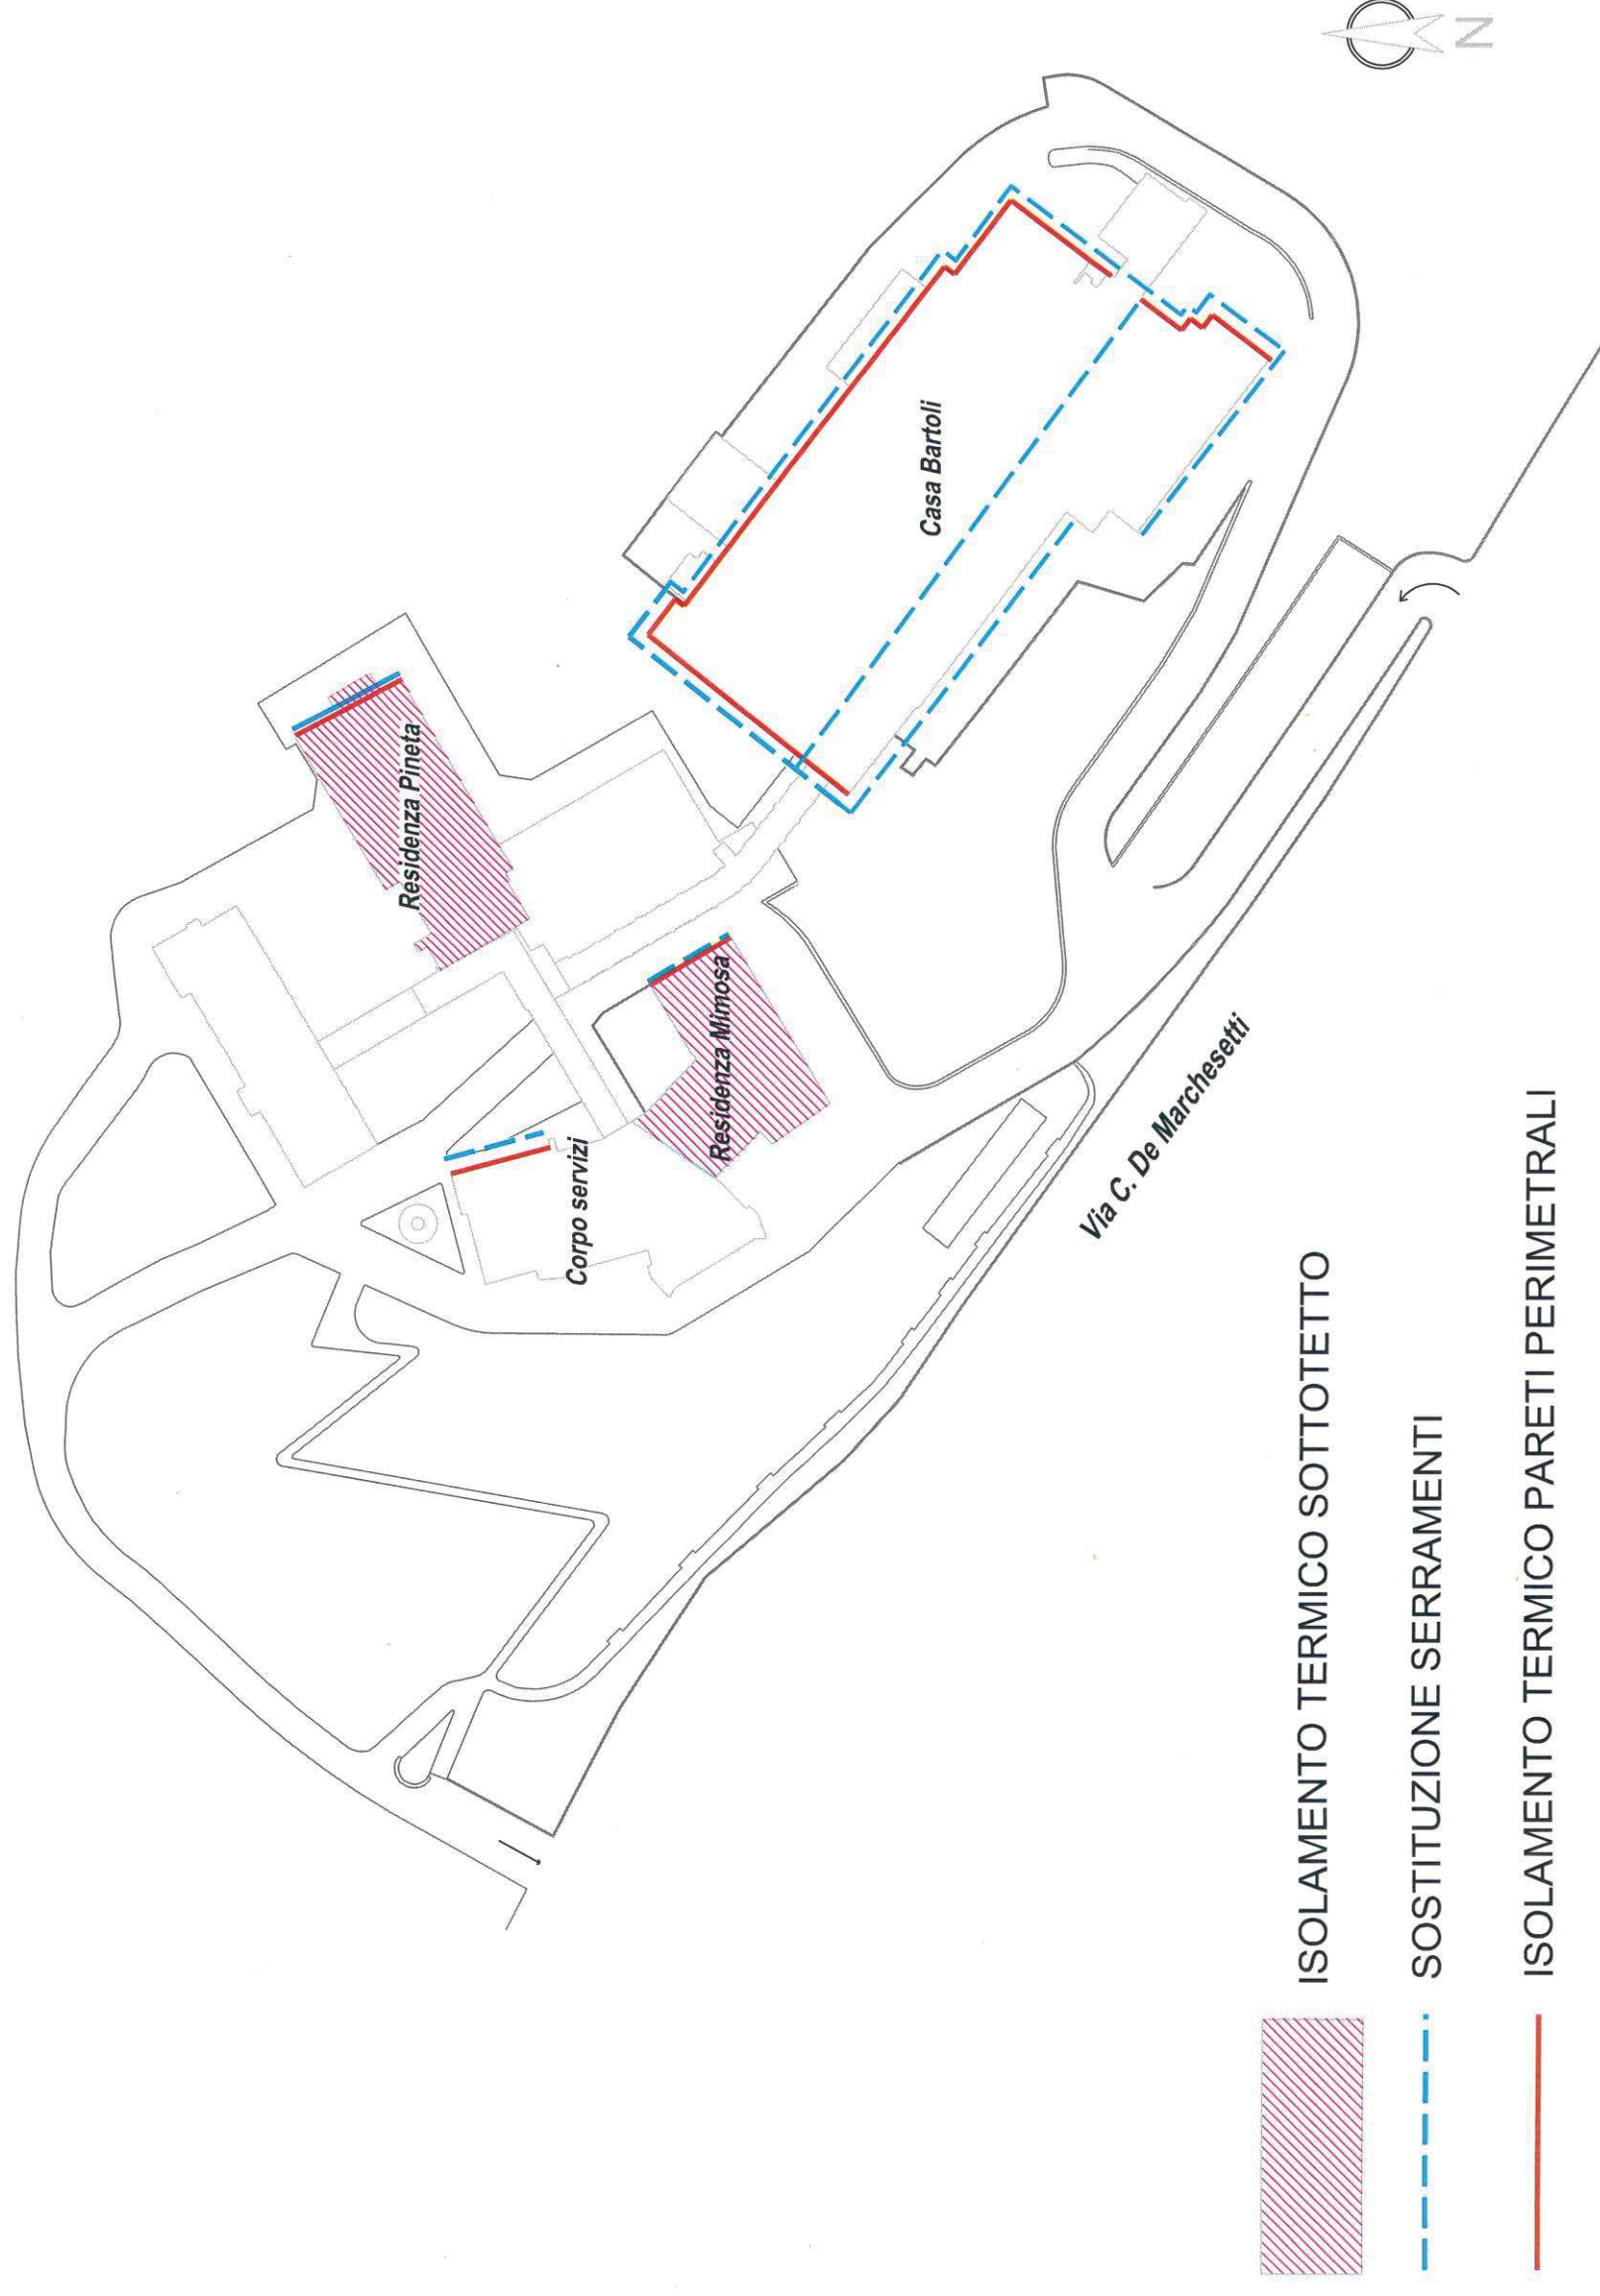 N
Casa Bartoli
Residenza Pineta
Residenza Mimosa
Corpo servizi
Via C. De Marchesetti
ISOLAMENTO TERMICO SOTTOTETTO
SOSTITUZIONE SERRAMENTI
ISOLAMENTO TERMICO PARETI PERIMETRALI